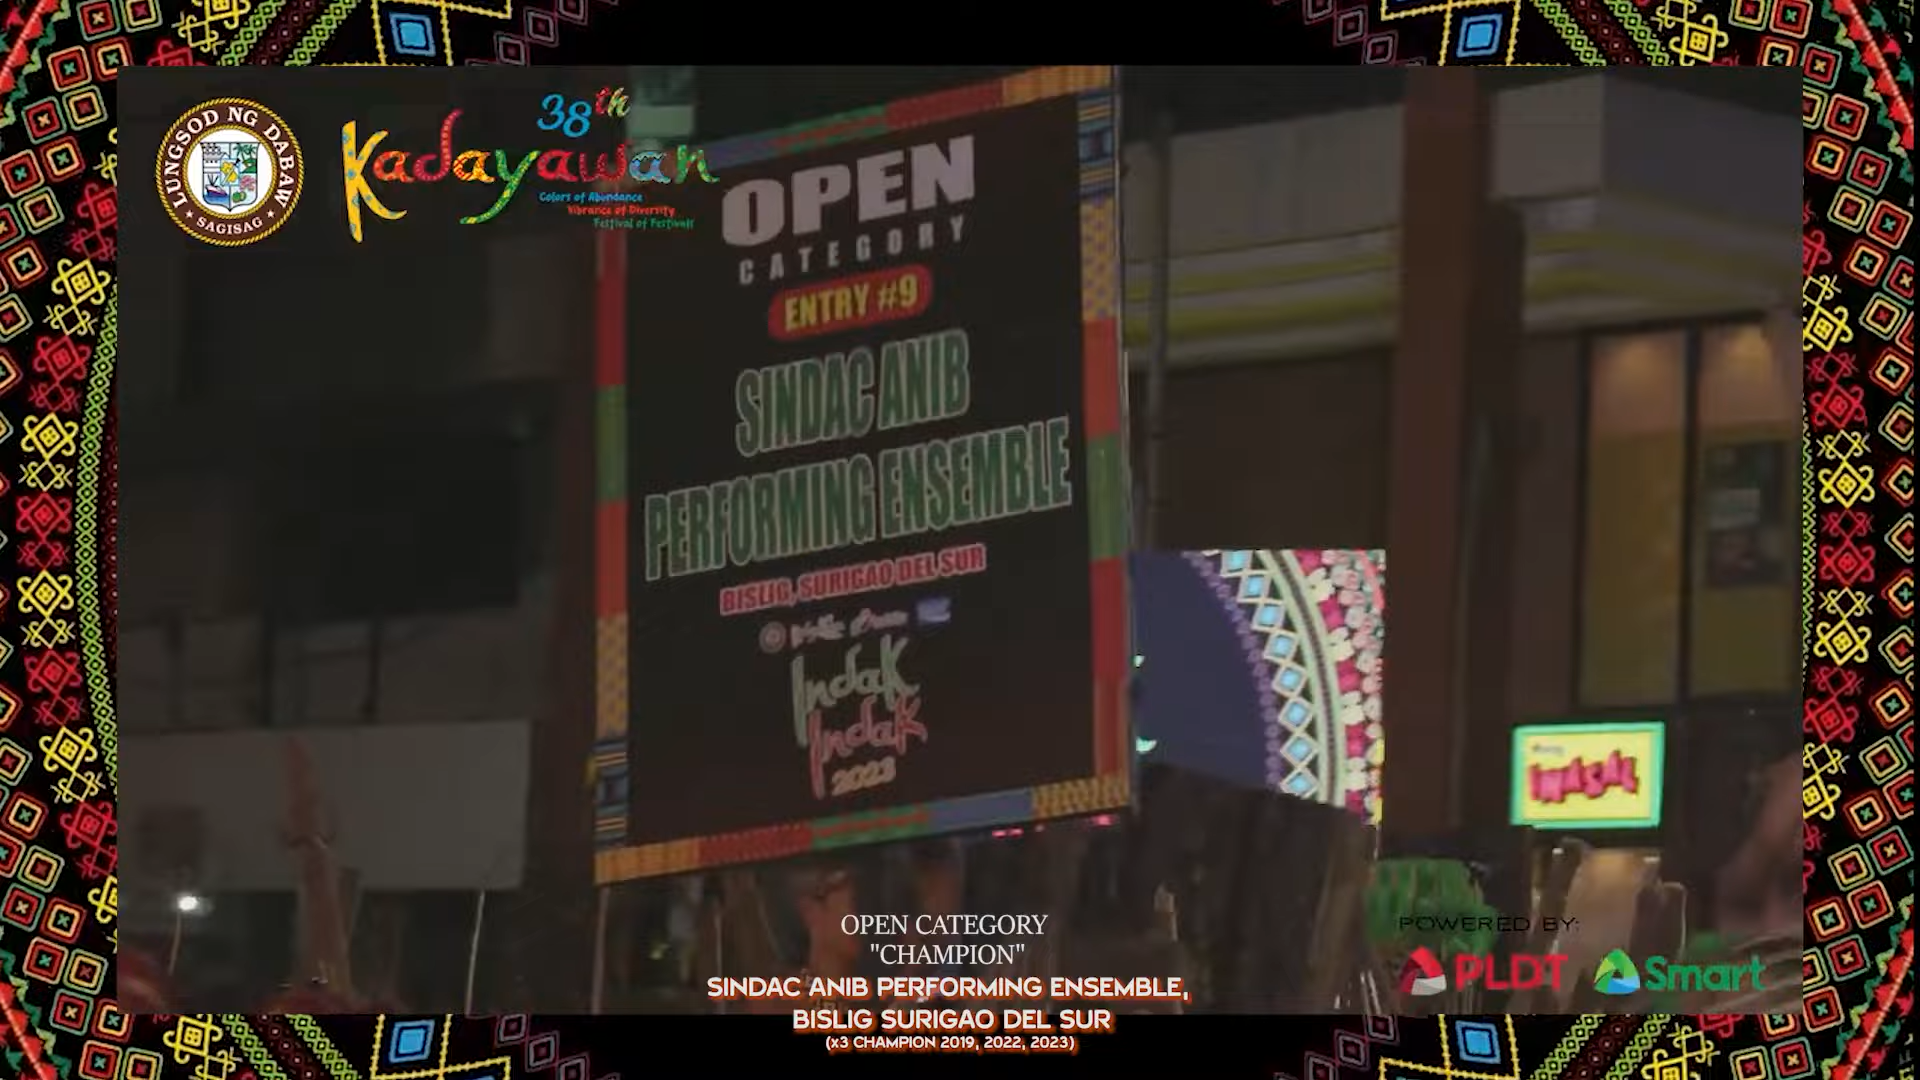 LUNGSOD NG DABAW
SAGISAG
38th
Kadayawan
Colors of Abundance
Vibrance of Diversity
Festival of Festivals
OPEN
CATEGORY
ENTRY #9
SINDAC ANIB
PERFORMING ENSEMBLE
BISLIG, SURIGAO DEL SUR
Indak
Indak
2023
INASAL
OPEN CATEGORY
"CHAMPION"
SINDAC ANIB PERFORMING ENSEMBLE,
BISLIG SURIGAO DEL SUR
(x3 CHAMPION 2019, 2022, 2023)
POWERED BY:
PLDT
Smart